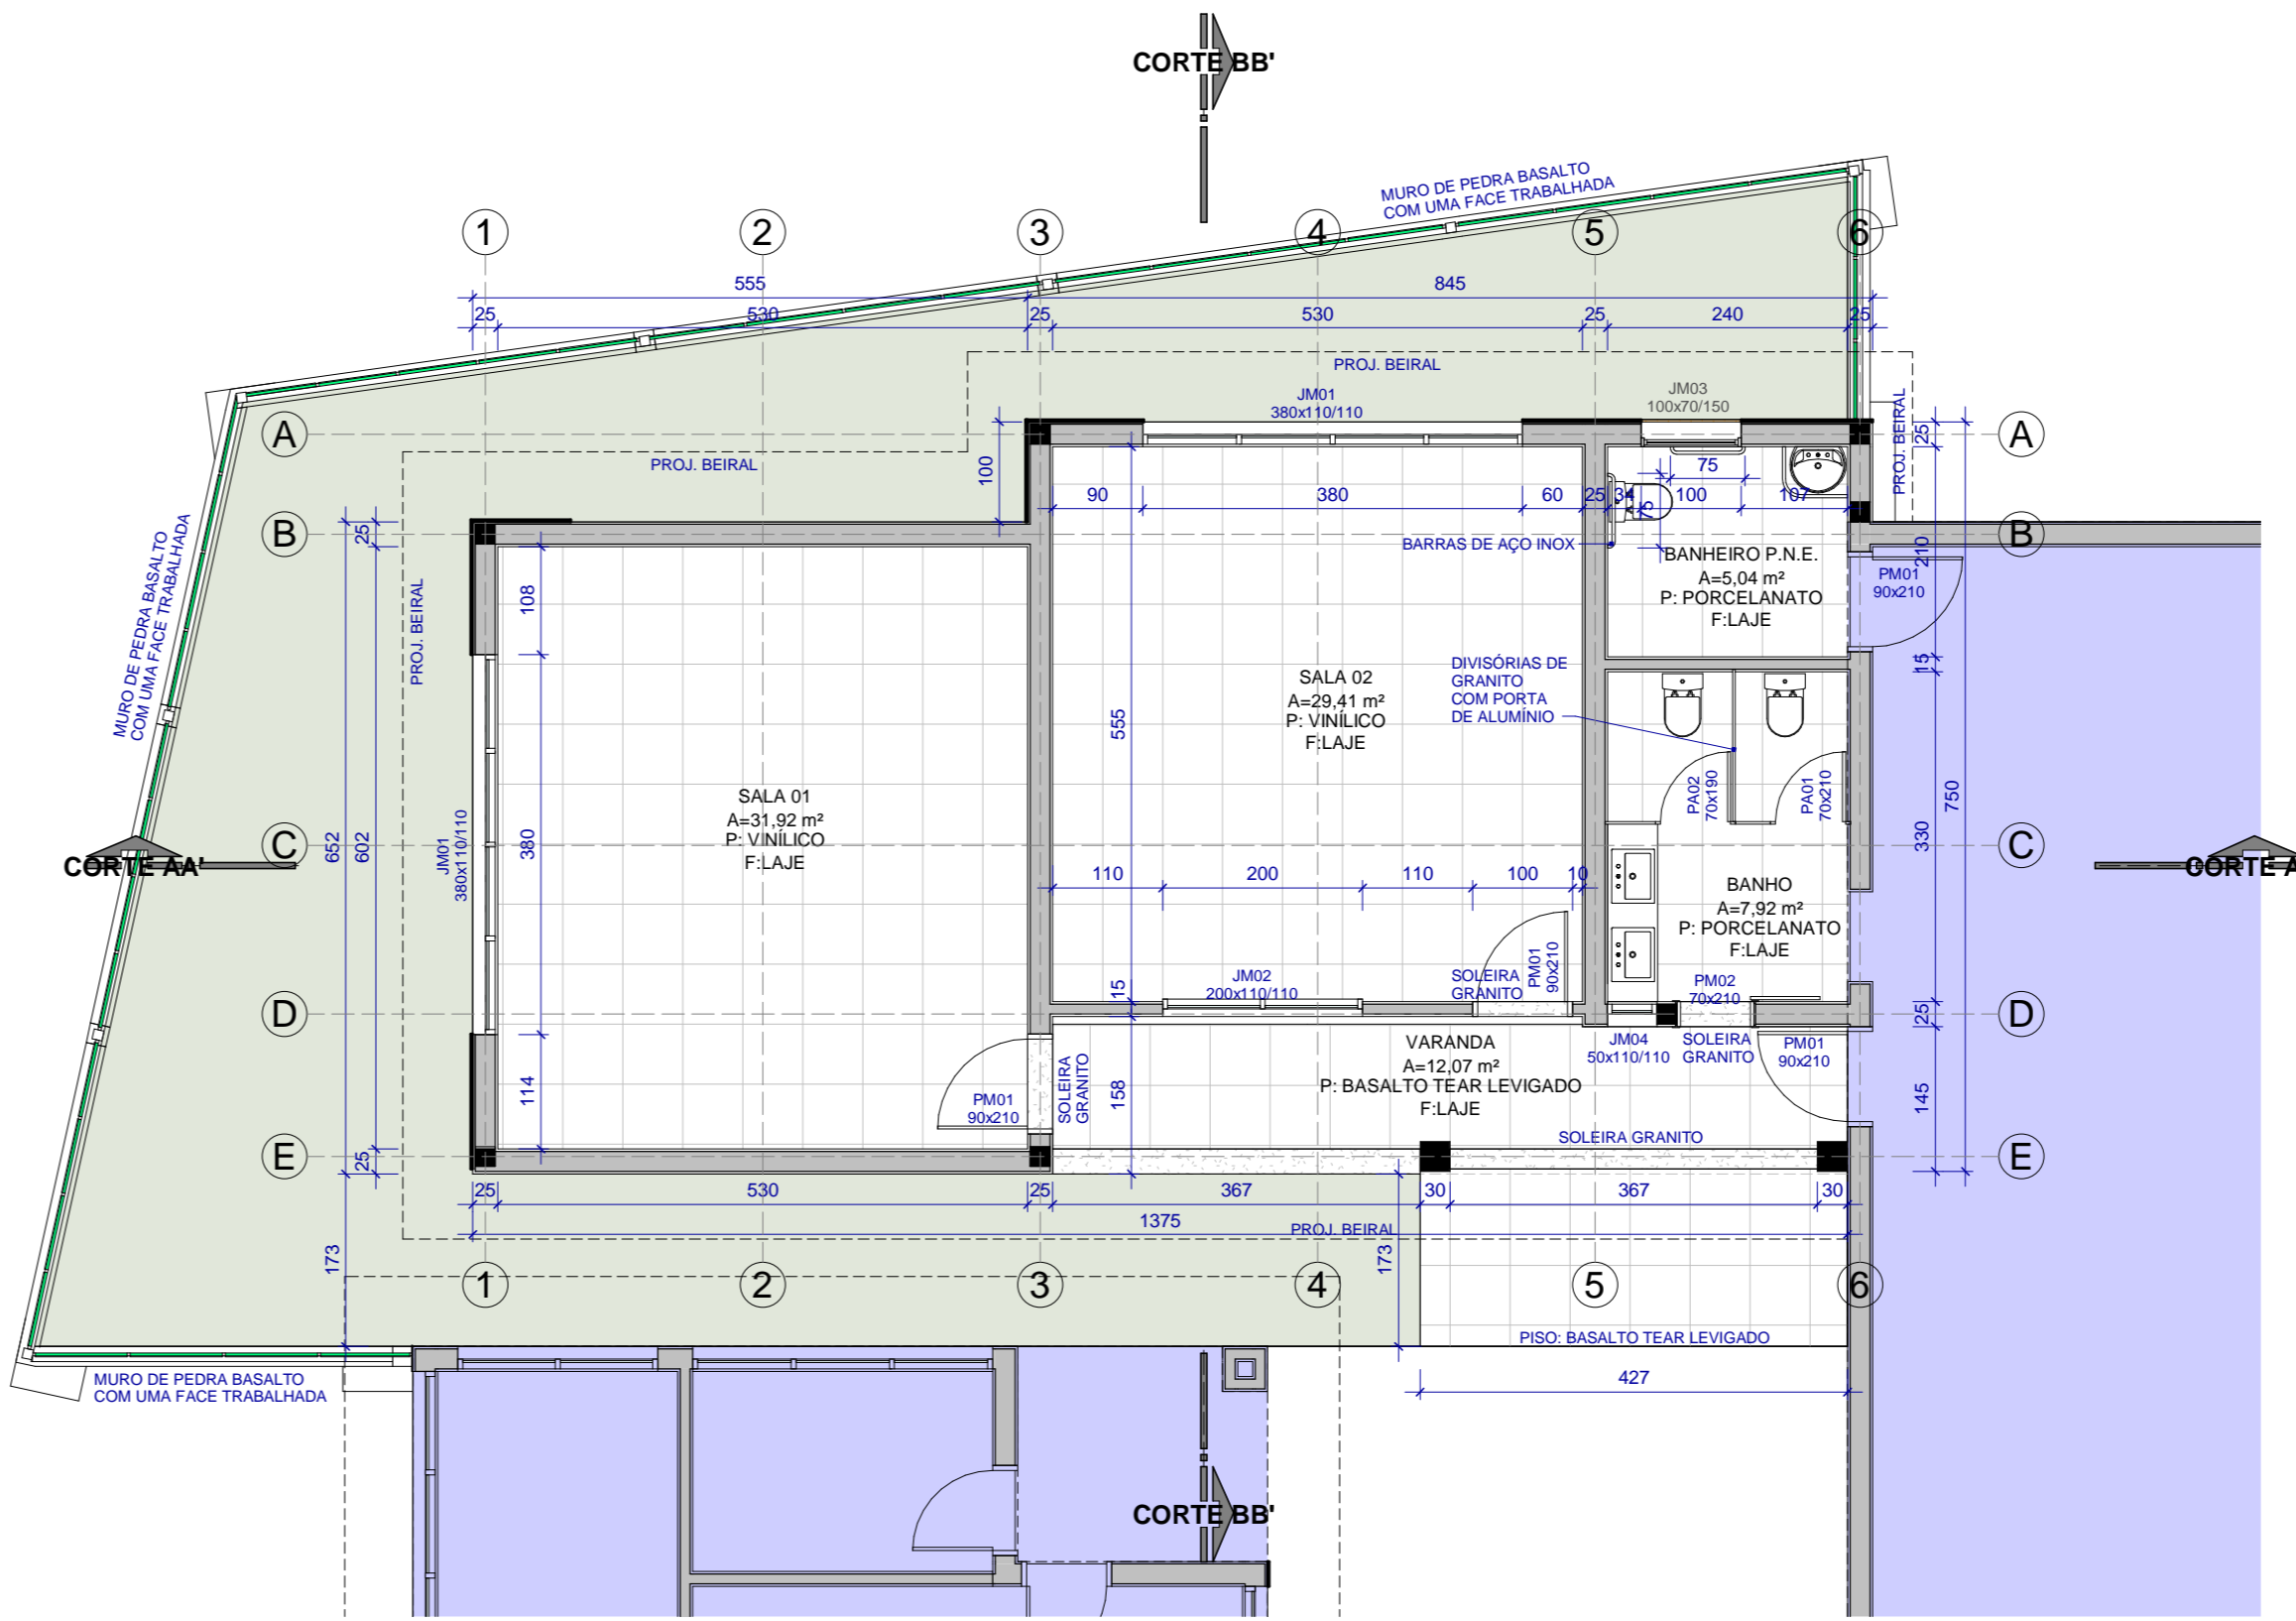 CORTE BB'
MURO DE PEDRA BASALTO
COM UMA FACE TRABALHADA
1
2
3
4
5
6
555
845
25
530
25
530
25
240
25
PROJ. BEIRAL
JM01
380x110/110
JM03
100x70/150
PROJ. BEIRAL
A
A
25
PROJ. BEIRAL
100
75
90
380
60
25
34
100
107
75
B
B
25
BARRAS DE AÇO INOX
BANHEIRO P.N.E.
A=5,04 m²
P: PORCELANATO
F:LAJE
PM01
90x210
210
MURO DE PEDRA BASALTO
COM UMA FACE TRABALHADA
PROJ. BEIRAL
108
15
DIVISÓRIAS DE
GRANITO
COM PORTA
DE ALUMÍNIO
SALA 02
A=29,41 m²
P: VINÍLICO
F:LAJE
555
PA02
70x190
PA01
70x210
750
SALA 01
A=31,92 m²
P: VINÍLICO
F:LAJE
652
602
JM01
380x110/110
380
330
C
C
CORTE AA'
CORTE A
110
200
110
100
10
BANHO
A=7,92 m²
P: PORCELANATO
F:LAJE
15
JM02
200x110/110
SOLEIRA
GRANITO
PM01
90x210
PM02
70x210
D
D
25
VARANDA
A=12,07 m²
P: BASALTO TEAR LEVIGADO
F:LAJE
JM04
50x110/110
SOLEIRA
GRANITO
PM01
90x210
114
PM01
90x210
SOLEIRA
GRANITO
158
145
SOLEIRA GRANITO
E
E
25
25
530
25
367
30
367
30
1375
PROJ. BEIRAL
173
173
1
2
3
4
5
6
PISO: BASALTO TEAR LEVIGADO
MURO DE PEDRA BASALTO
COM UMA FACE TRABALHADA
427
CORTE BB'